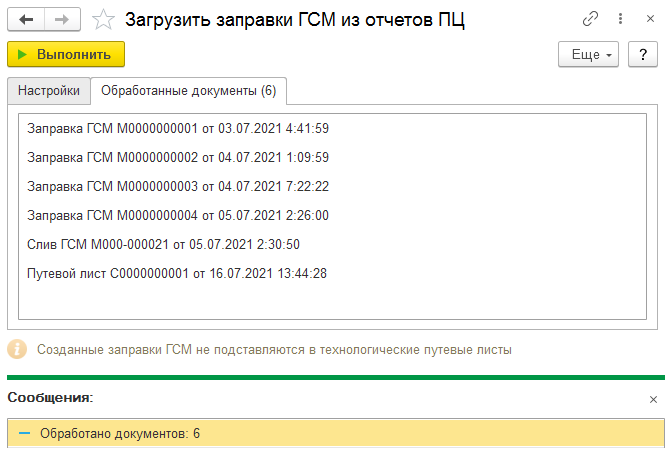 Загрузить заправки ГСМ из отчетов ПЦ
Выполнить
Еще
?
Настройки
Обработанные документы (6)
Заправка ГСМ М0000000001 от 03.07.2021 4:41:59
Заправка ГСМ М0000000002 от 04.07.2021 1:09:59
Заправка ГСМ М0000000003 от 04.07.2021 7:22:22
Заправка ГСМ М0000000004 от 05.07.2021 2:26:00
Слив ГСМ М000-000021 от 05.07.2021 2:30:50
Путевой лист С0000000001 от 16.07.2021 13:44:28
Созданные заправки ГСМ не подставляются в технологические путевые листы
Сообщения:
Обработано документов: 6